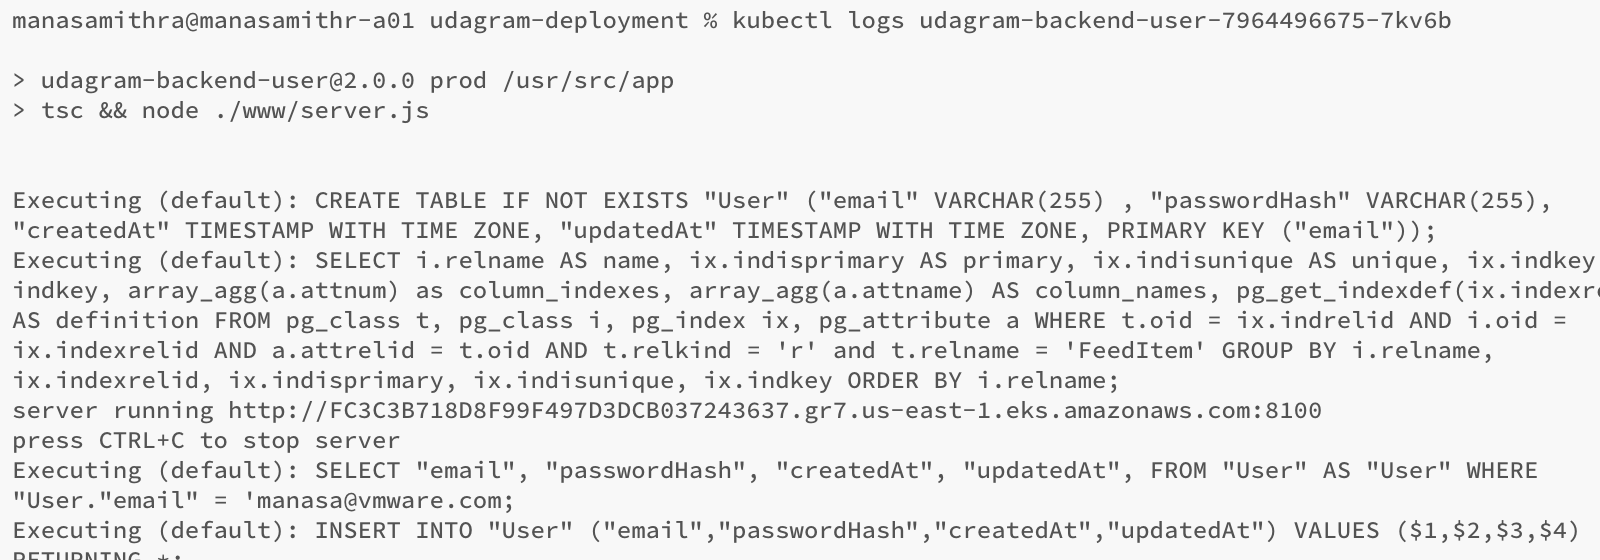 manasamithra@manasamithr-a01 udagram-deployment % kubectl logs udagram-backend-user-7964496675-7kv6b
> udagram-backend-user@2.0.0 prod /usr/src/app
> tsc && node ./www/server.js
Executing (default): CREATE TABLE IF NOT EXISTS "User" ("email" VARCHAR(255) , "passwordHash" VARCHAR(255),
"createdAt" TIMESTAMP WITH TIME ZONE, "updatedAt" TIMESTAMP WITH TIME ZONE, PRIMARY KEY ("email"));
Executing (default): SELECT i.relname AS name, ix.indisprimary AS primary, ix.indisunique AS unique, ix.indkey
indkey, array_agg(a.attnum) as column_indexes, array_agg(a.attname) AS column_names, pg_get_indexdef(ix.indexre
AS definition FROM pg_class t, pg_class i, pg_index ix, pg_attribute a WHERE t.oid = ix.indrelid AND i.oid =
ix.indexrelid AND a.attrelid = t.oid AND t.relkind = 'r' and t.relname = 'FeedItem' GROUP BY i.relname,
ix.indexrelid, ix.indisprimary, ix.indisunique, ix.indkey ORDER BY i.relname;
server running http://FC3C3B718D8F99F497D3DCB037243637.gr7.us-east-1.eks.amazonaws.com:8100
press CTRL+C to stop server
Executing (default): SELECT "email", "passwordHash", "createdAt", "updatedAt", FROM "User" AS "User" WHERE
"User."email" = 'manasa@vmware.com;
Executing (default): INSERT INTO "User" ("email","passwordHash","createdAt","updatedAt") VALUES ($1,$2,$3,$4)
RETURNING *;